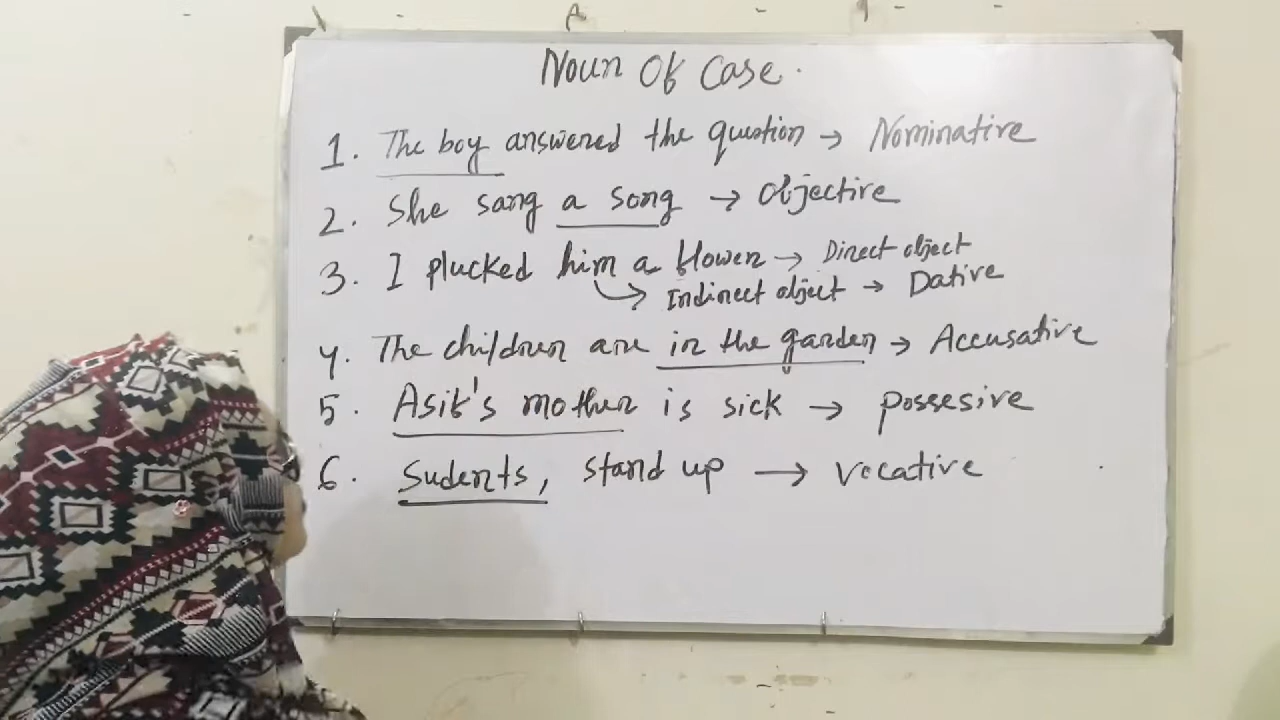 Noun Of Case.
1. The boy answered the question → Nominative
2. She sang a song → Objective
3. I plucked him a flower → Direct object
→ Indirect object → Dative
4. The children are in the garden → Accusative
5. Asif's mother is sick → possesive
6. Sudents, stand up → vocative